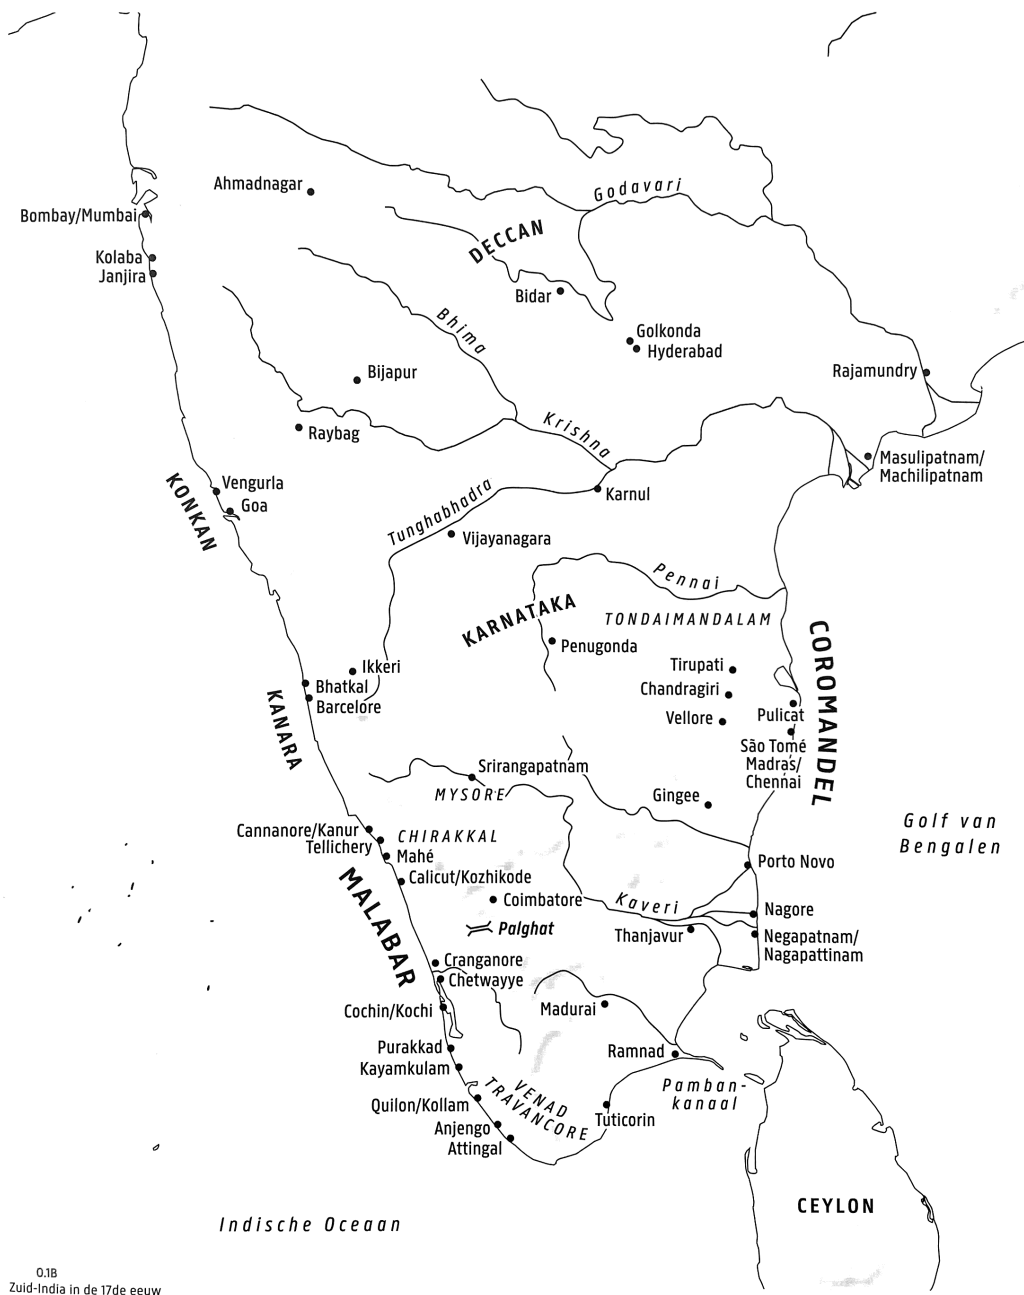 Ahmadnagar
Godavari
Bombay/Mumbai
DECCAN
Kolaba
Janjira
Bidar
Bhima
Golkonda
Hyderabad
Bijapur
Rajamundry
Raybag
Krishna
Masulipatnam/
Machilipatnam
Vengurla
Goa
KONKAN
Tunghabhadra
Karnul
Vijayanagara
Pennai
KARNATAKA
TONDAIMANDALAM
Penugonda
COROMANDEL
Ikkeri
Bhatkal
Barcelore
Tirupati
Chandragiri
Vellore
Pulicat
São Tomé
Madras/
Chennai
KANARA
Srirangapatnam
MYSORE
Gingee
Cannanore/Kanur
Tellichery
CHIRAKKAL
Golf van
Bengalen
Mahé
Porto Novo
Calicut/Kozhikode
MALABAR
Coimbatore
Kaveri
Nagore
Palghat
Thanjavur
Negapatnam/
Nagapattinam
Cranganore
Chetwayye
Cochin/Kochi
Madurai
Purakkad
Kayamkulam
Ramnad
VENAD
TRAVANCORE
Pamban-
kanaal
Quilon/Kollam
Tuticorin
Anjengo
Attingal
CEYLON
Indische Oceaan
0.1B
Zuid-India in de 17de eeuw